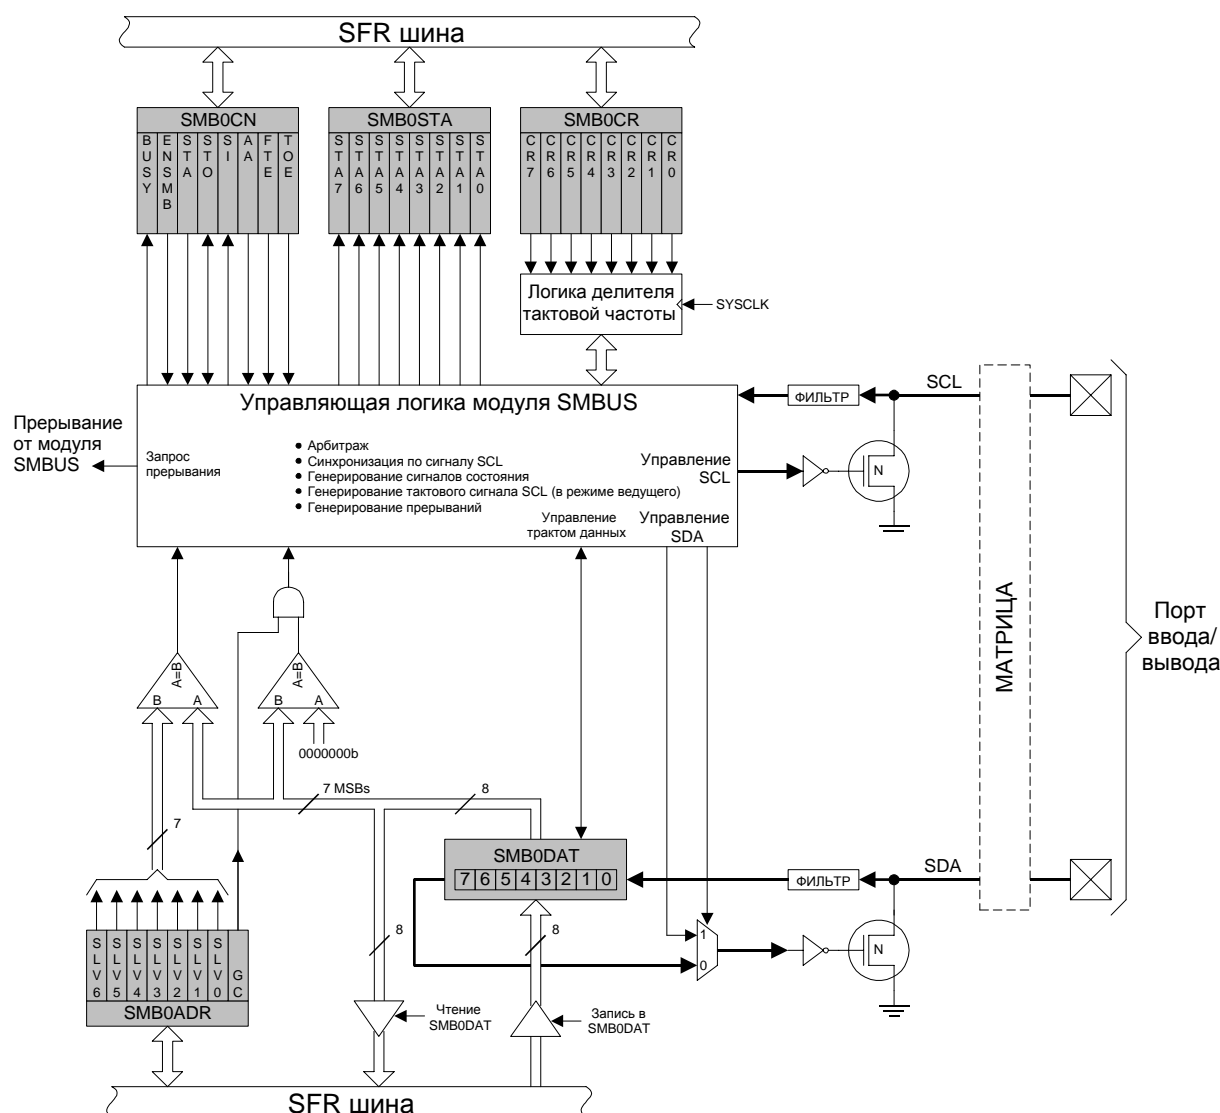 SFR шина
SMB0CN
SMB0STA
SMB0CR
BUSY
ENSMB
STA
STO
SI
AA
FTE
TOE
STA7
STA6
STA5
STA4
STA3
STA2
STA1
STA0
CR7
CR6
CR5
CR4
CR3
CR2
CR1
CR0
Логика делителя
тактовой частоты
SYSCLK
Управляющая логика модуля SMBUS
Прерывание
от модуля
SMBUS
Запрос
прерывания
● Арбитраж
● Синхронизация по сигналу SCL
● Генерирование сигналов состояния
● Генерирование тактового сигнала SCL (в режиме ведущего)
● Генерирование прерываний
Управление
SCL
Управление
трактом данных
Управление
SDA
ФИЛЬТР
SCL
N
МАТРИЦА
Порт
ввода/
вывода
A=B
B
A
A=B
B
A
0000000b
7 MSBs
8
7
SMB0DAT
7 6 5 4 3 2 1 0
ФИЛЬТР
SDA
1
0
N
8
8
SLV6
SLV5
SLV4
SLV3
SLV2
SLV1
SLV0
GC
SMB0ADR
Чтение
SMB0DAT
Запись в
SMB0DAT
SFR шина